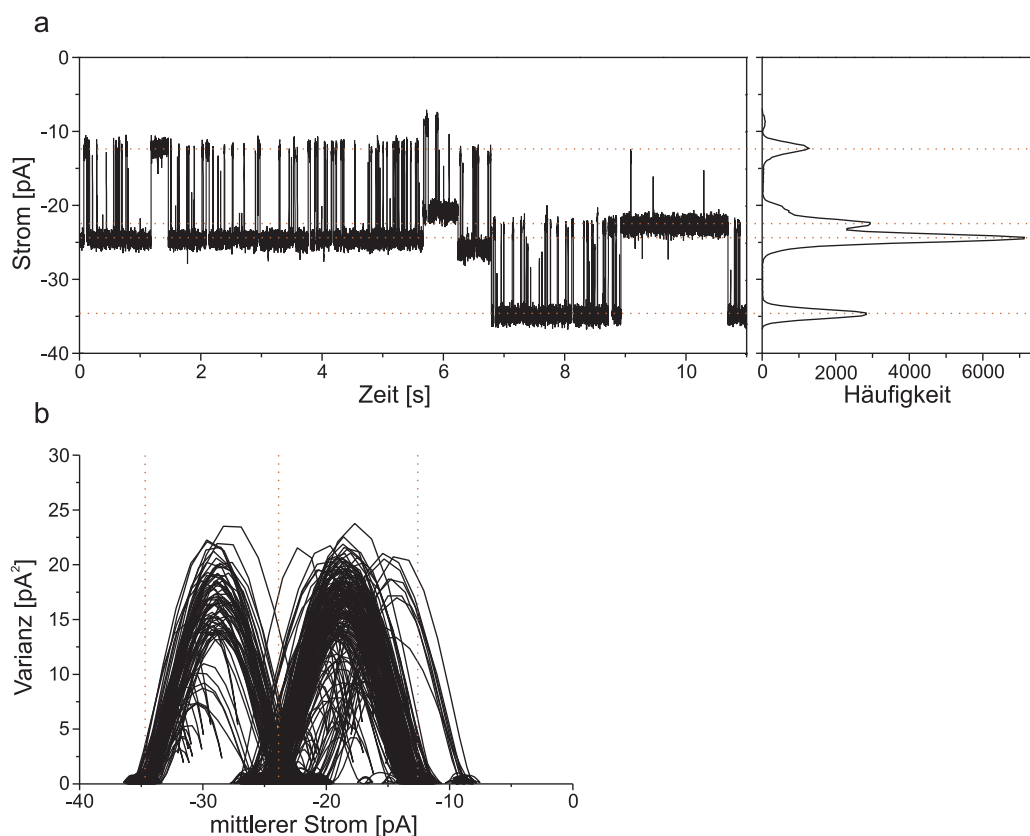 a
0
-10
-20
-30
-40
Strom [pA]
0 2 4 6 8 10
Zeit [s]
0 2000 4000 6000
Häufigkeit
b
30
25
20
15
10
5
0
Varianz [pA²]
-40 -30 -20 -10 0
mittlerer Strom [pA]